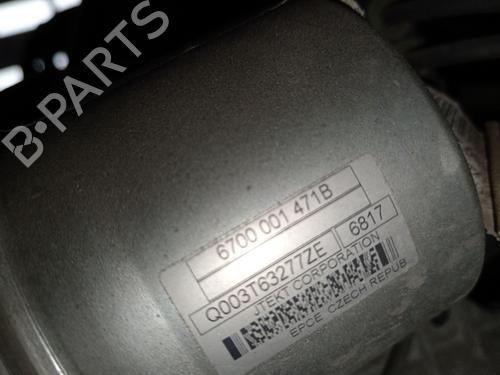 B-PARTS
6700 001 471B
Q003T63277ZE 6817
JTEKT CORPORATION
EPCE CZECH REPUB